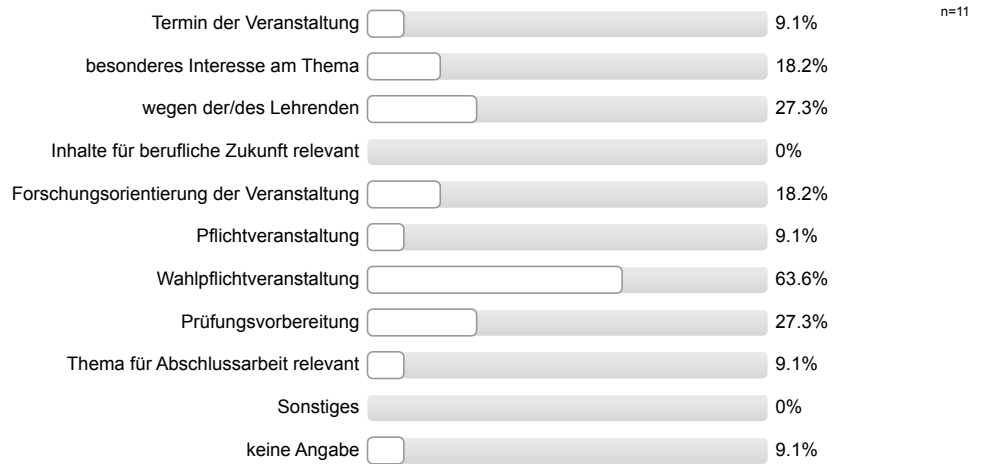 Termin der Veranstaltung 9.1% n=11
besonderes Interesse am Thema 18.2%
wegen der/des Lehrenden 27.3%
Inhalte für berufliche Zukunft relevant 0%
Forschungsorientierung der Veranstaltung 18.2%
Pflichtveranstaltung 9.1%
Wahlpflichtveranstaltung 63.6%
Prüfungsvorbereitung 27.3%
Thema für Abschlussarbeit relevant 9.1%
Sonstiges 0%
keine Angabe 9.1%